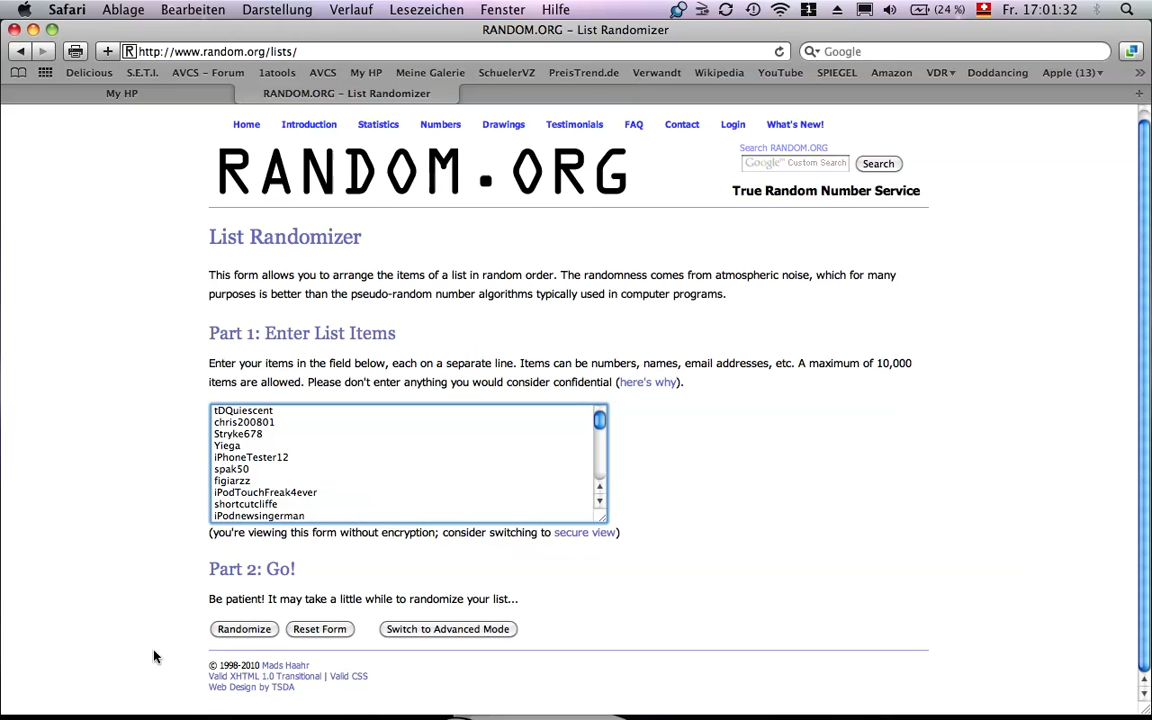 Safari Ablage Bearbeiten Darstellung Verlauf Lesezeichen Fenster Hilfe 1 (24 %) Fr. 17:01:32
RANDOM.ORG – List Randomizer
R http://www.random.org/lists/ Google
Delicious S.E.T.I. AVCS – Forum 1atools AVCS My HP Meine Galerie SchuelerVZ PreisTrend.de Verwandt Wikipedia YouTube SPIEGEL Amazon VDR▾ Doddancing Apple (13)▾ »
My HP RANDOM.ORG – List Randomizer
Home Introduction Statistics Numbers Drawings Testimonials FAQ Contact Login What's New!
Search RANDOM.ORG
RANDOM.ORG
Google™ Custom Search Search
True Random Number Service
List Randomizer
This form allows you to arrange the items of a list in random order. The randomness comes from atmospheric noise, which for many
purposes is better than the pseudo-random number algorithms typically used in computer programs.
Part 1: Enter List Items
Enter your items in the field below, each on a separate line. Items can be numbers, names, email addresses, etc. A maximum of 10,000
items are allowed. Please don't enter anything you would consider confidential (here's why).
tDQuiescent
chris200801
Stryke678
Yiega
iPhoneTester12
spak50
figiarzz
iPodTouchFreak4ever
shortcutcliffe
iPodnewsingerman
(you're viewing this form without encryption; consider switching to secure view)
Part 2: Go!
Be patient! It may take a little while to randomize your list...
Randomize Reset Form Switch to Advanced Mode
© 1998-2010 Mads Haahr
Valid XHTML 1.0 Transitional | Valid CSS
Web Design by TSDA